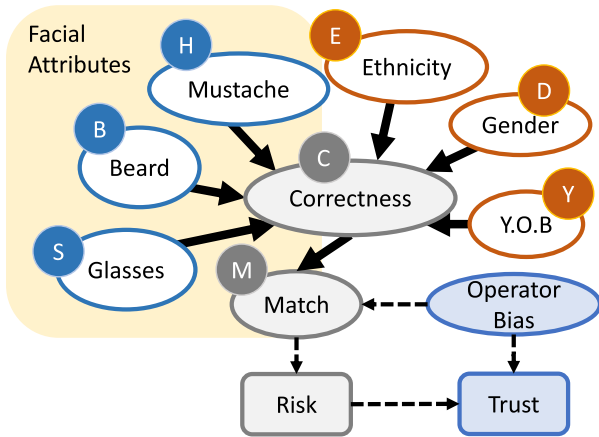 Facial
Attributes
H
Mustache
E
Ethnicity
D
Gender
B
Beard
C
Correctness
Y
Y.O.B
S
Glasses
M
Match
Operator
Bias
Risk
Trust